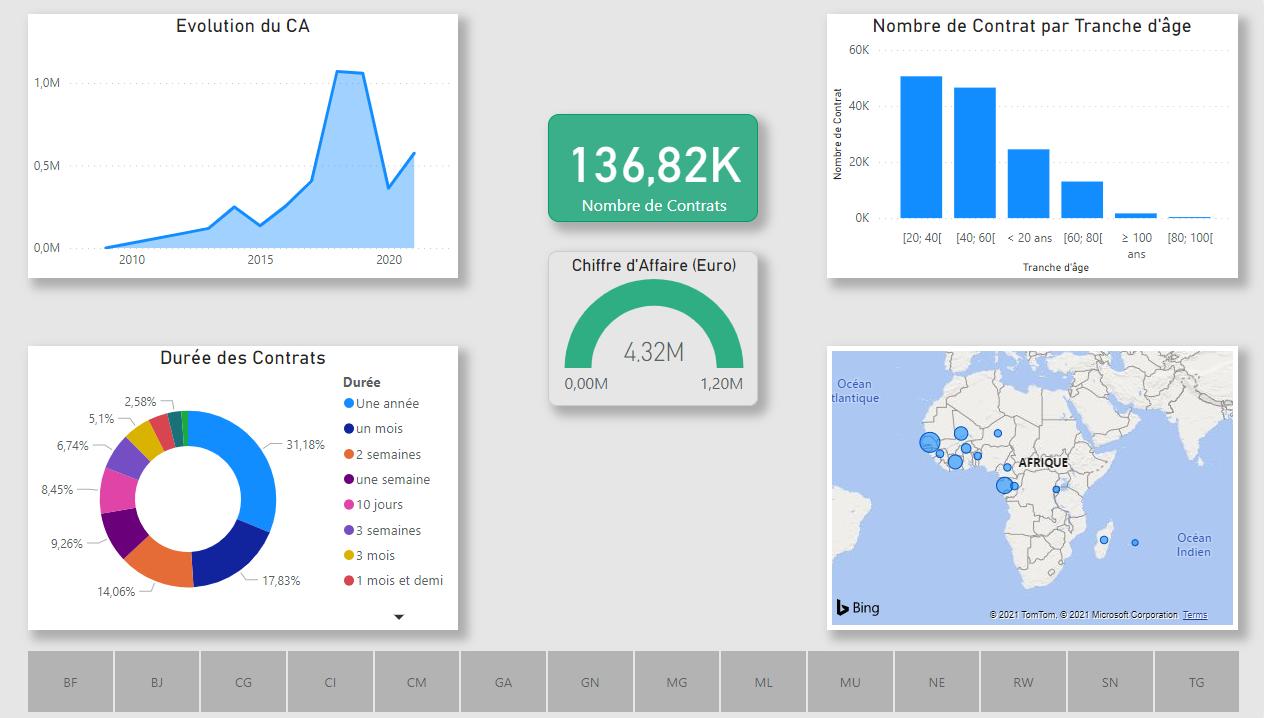 Evolution du CA
1,0M
0,5M
0,0M
2010
2015
2020
136,82K
Nombre de Contrats
Chiffre d'Affaire (Euro)
4,32M
0,00M
1,20M
Nombre de Contrat par Tranche d'âge
Nombre de Contrat
60K
40K
20K
0K
[20; 40[
[40; 60[
< 20 ans
[60; 80[
≥ 100
ans
[80; 100[
Tranche d'âge
Durée des Contrats
2,58%
5,1%
6,74%
8,45%
9,26%
14,06%
17,83%
31,18%
Durée
Une année
un mois
2 semaines
une semaine
10 jours
3 semaines
3 mois
1 mois et demi
Océan
tlantique
AFRIQUE
Océan
Indien
Bing
© 2021 TomTom, © 2021 Microsoft Corporation Terms
BF
BJ
CG
CI
CM
GA
GN
MG
ML
MU
NE
RW
SN
TG